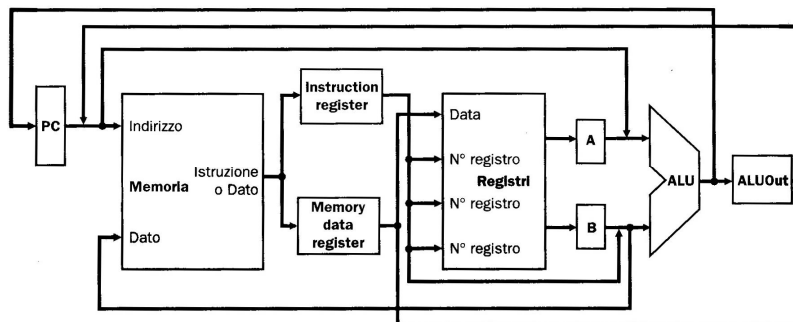 PC
Indirizzo
Memoria
Istruzione
o Dato
Dato
Instruction
register
Memory
data
register
Data
N° registro
Registri
N° registro
N° registro
A
B
ALU
ALUOut